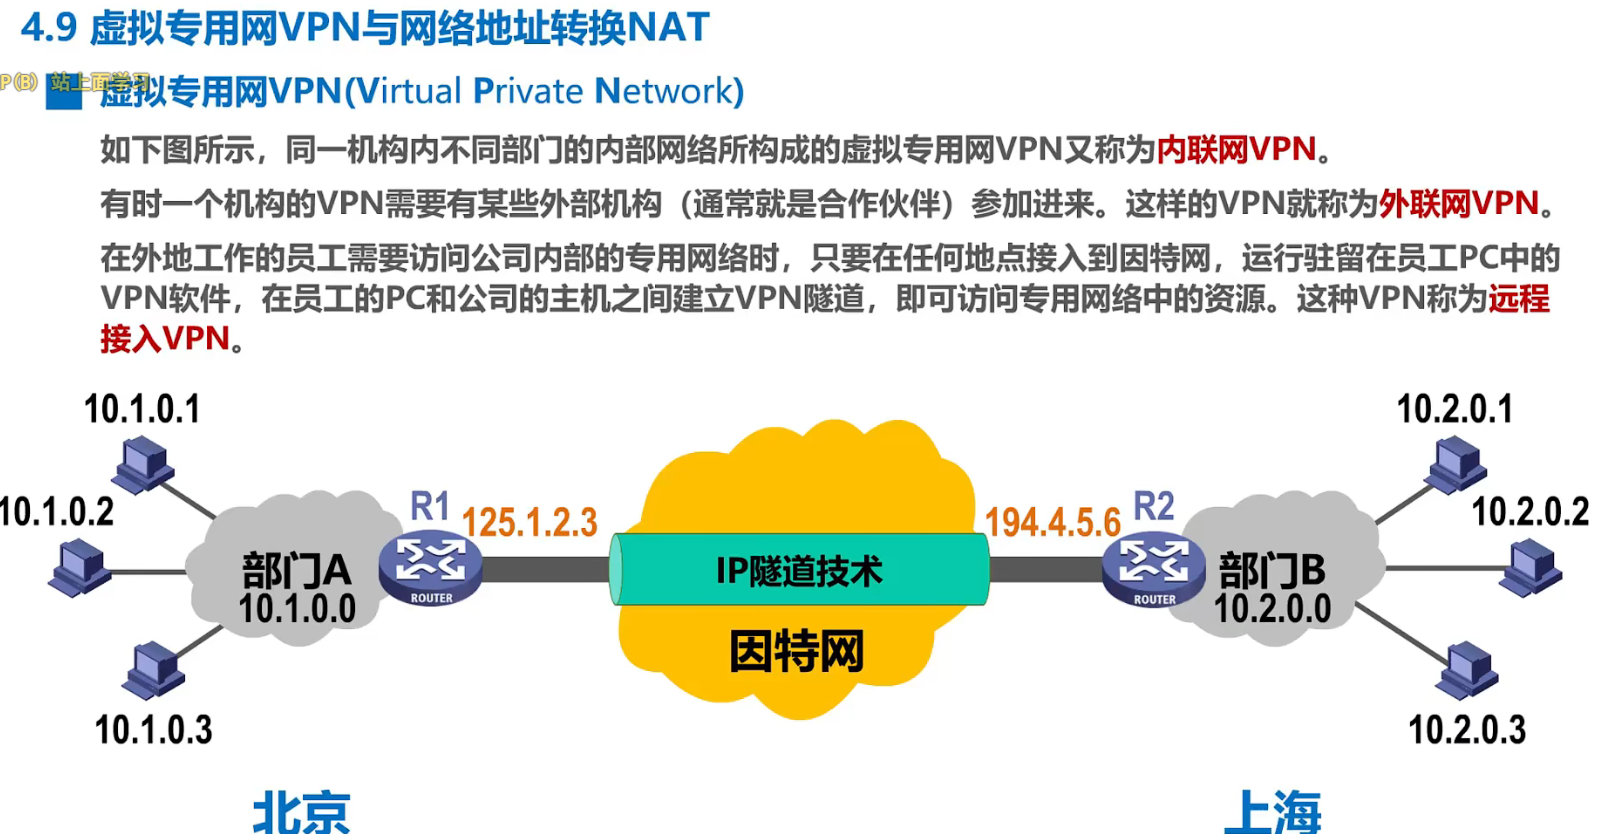 4.9 虚拟专用网VPN与网络地址转换NAT
P(B) 站上面学习
虚拟专用网VPN(Virtual Private Network)
如下图所示，同一机构内不同部门的内部网络所构成的虚拟专用网VPN又称为内联网VPN。
有时一个机构的VPN需要有某些外部机构（通常就是合作伙伴）参加进来。这样的VPN就称为外联网VPN。
在外地工作的员工需要访问公司内部的专用网络时，只要在任何地点接入到因特网，运行驻留在员工PC中的
VPN软件，在员工的PC和公司的主机之间建立VPN隧道，即可访问专用网络中的资源。这种VPN称为远程
接入VPN。
10.1.0.1
10.2.0.1
10.1.0.2
R1
125.1.2.3
194.4.5.6
R2
10.2.0.2
部门A
10.1.0.0
ROUTER
IP隧道技术
ROUTER
部门B
10.2.0.0
因特网
10.1.0.3
10.2.0.3
北京
上海